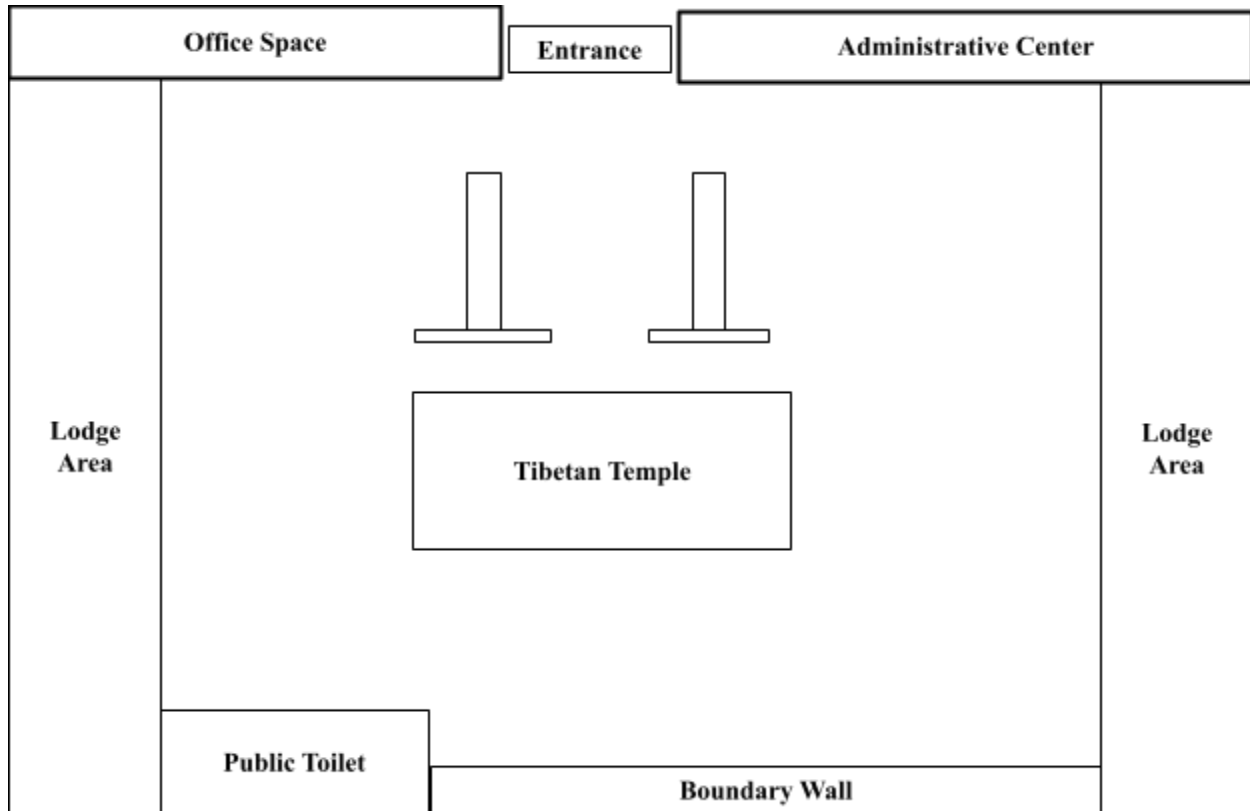 Office Space
Entrance
Administrative Center
Lodge
Area
Tibetan Temple
Lodge
Area
Public Toilet
Boundary Wall